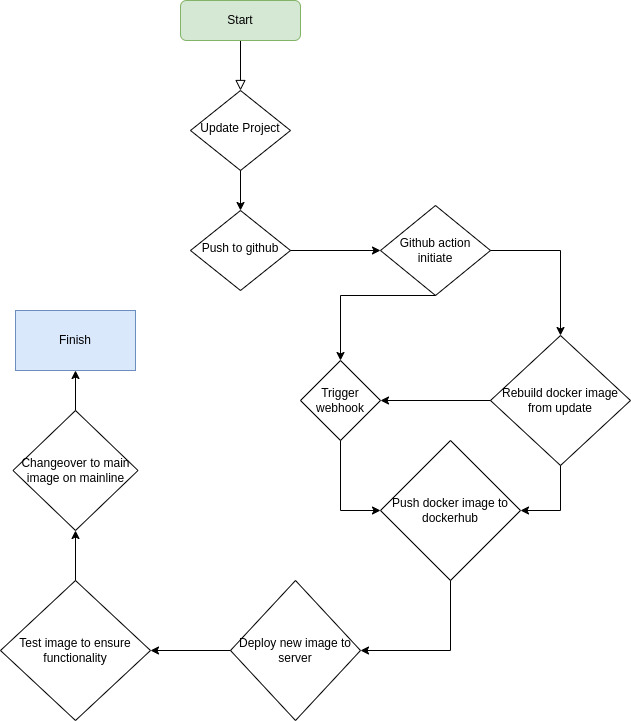 Start
Update Project
Push to github
Github action
initiate
Finish
Trigger
webhook
Rebuild docker image
from update
Changeover to main
image on mainline
Push docker image to
dockerhub
Test image to ensure
functionality
Deploy new image to
server